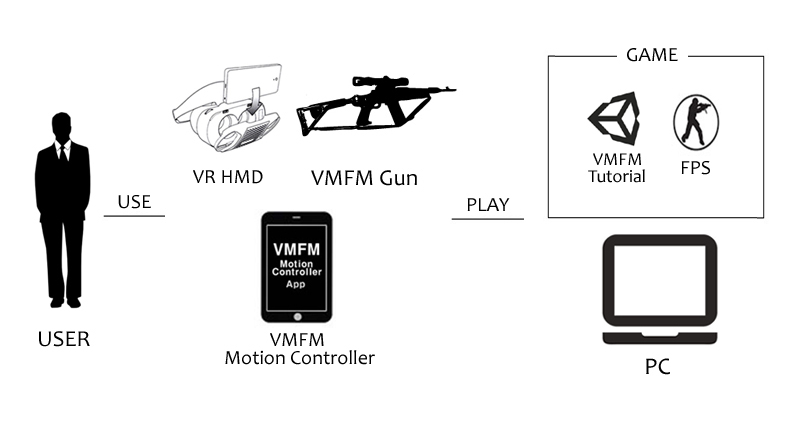 USER
USE
VR HMD
VMFM Gun
VMFM
Motion
Controller
App
VMFM
Motion Controller
PLAY
GAME
VMFM
Tutorial
FPS
PC